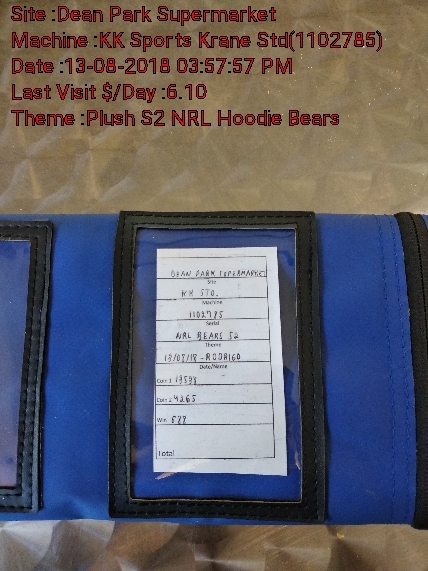 Site :Dean Park Supermarket
Machine :KK Sports Krane Std(1102785)
Date :13-08-2018 03:57:57 PM
Last Visit $/Day :6.10
Theme :Plush S2 NRL Hoodie Bears
DEAN PARK SUPERMARKET
Site
KK STD.
Machine
1102785
Serial
NRL BEARS S2
Theme
13/08/18 - RODRIGO
Date/Name
Coin 1 13598
Coin 2 4265
Win 588
Total